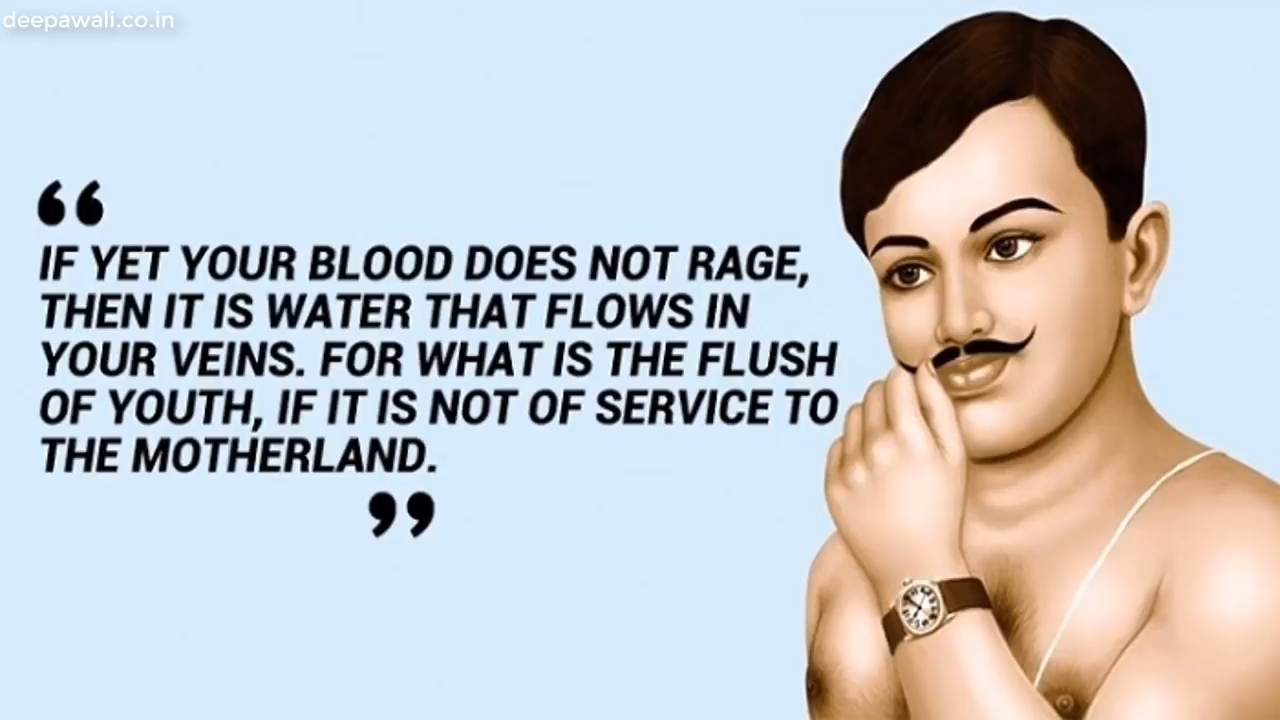 deepawali.co.in
“
IF YET YOUR BLOOD DOES NOT RAGE,
THEN IT IS WATER THAT FLOWS IN
YOUR VEINS. FOR WHAT IS THE FLUSH
OF YOUTH, IF IT IS NOT OF SERVICE TO
THE MOTHERLAND.
”